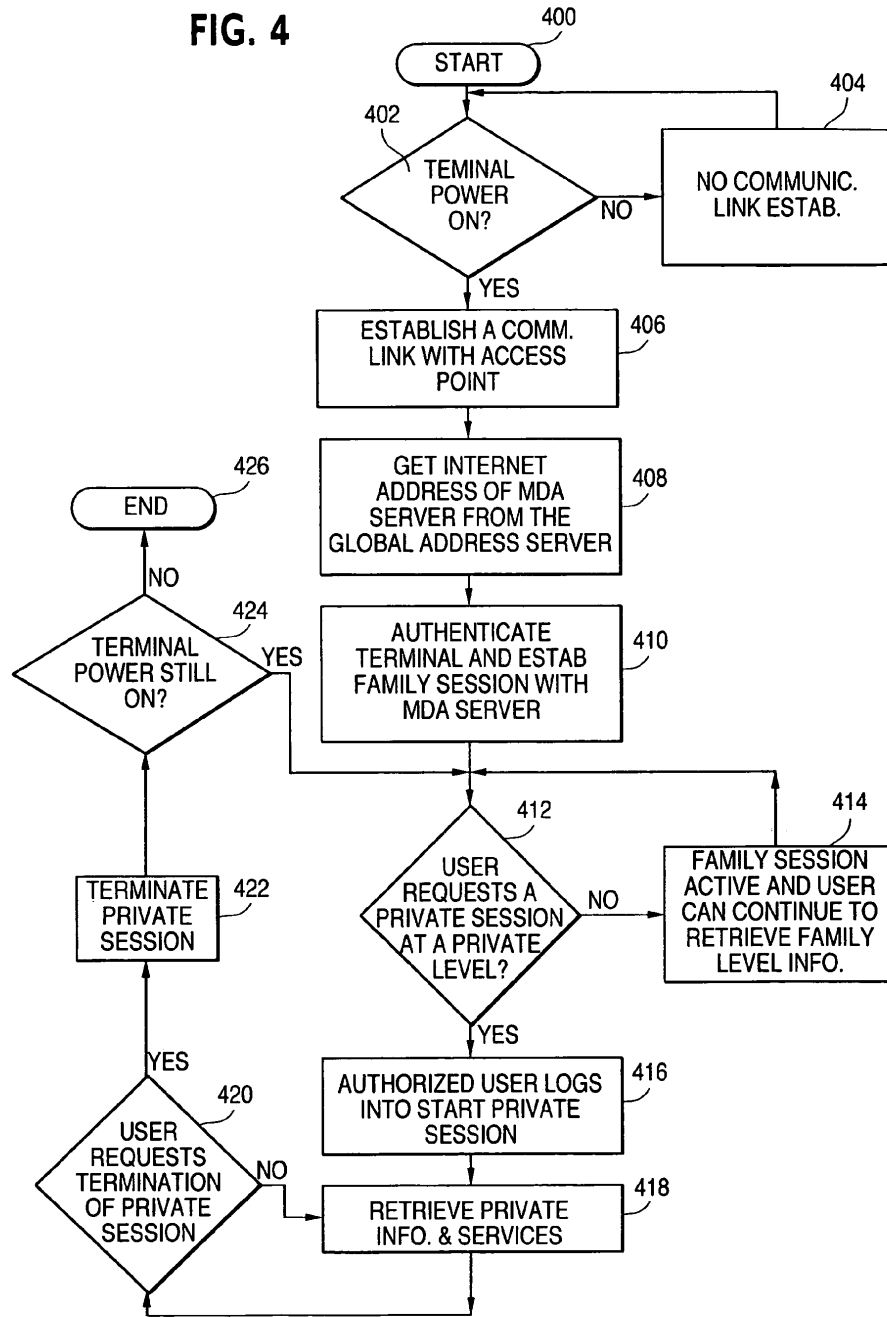 FIG. 4
400
START
402
404
TEMINAL
POWER
ON?
NO
NO COMMUNIC.
LINK ESTAB.
YES
ESTABLISH A COMM.
LINK WITH ACCESS
POINT
406
GET INTERNET
ADDRESS OF MDA
SERVER FROM THE
GLOBAL ADDRESS SERVER
408
426
END
NO
424
TERMINAL
POWER STILL
ON?
YES
AUTHENTICATE
TERMINAL AND ESTAB
FAMILY SESSION WITH
MDA SERVER
410
412
USER
REQUESTS A
PRIVATE SESSION
AT A PRIVATE
LEVEL?
NO
414
FAMILY SESSION
ACTIVE AND USER
CAN CONTINUE TO
RETRIEVE FAMILY
LEVEL INFO.
YES
TERMINATE
PRIVATE
SESSION
422
YES
AUTHORIZED USER LOGS
INTO START PRIVATE
SESSION
416
420
USER
REQUESTS
TERMINATION
OF PRIVATE
SESSION
NO
RETRIEVE PRIVATE
INFO. & SERVICES
418